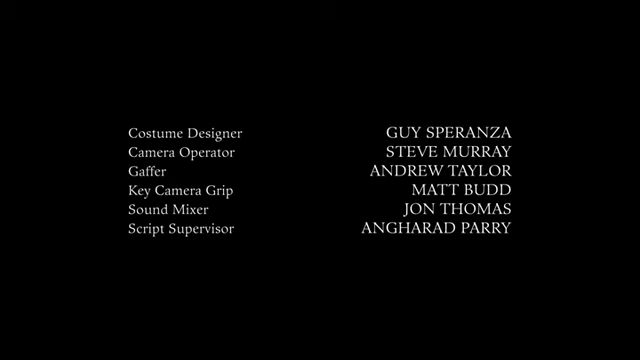 Costume Designer GUY SPERANZA
Camera Operator STEVE MURRAY
Gaffer ANDREW TAYLOR
Key Camera Grip MATT BUDD
Sound Mixer JON THOMAS
Script Supervisor ANGHARAD PARRY